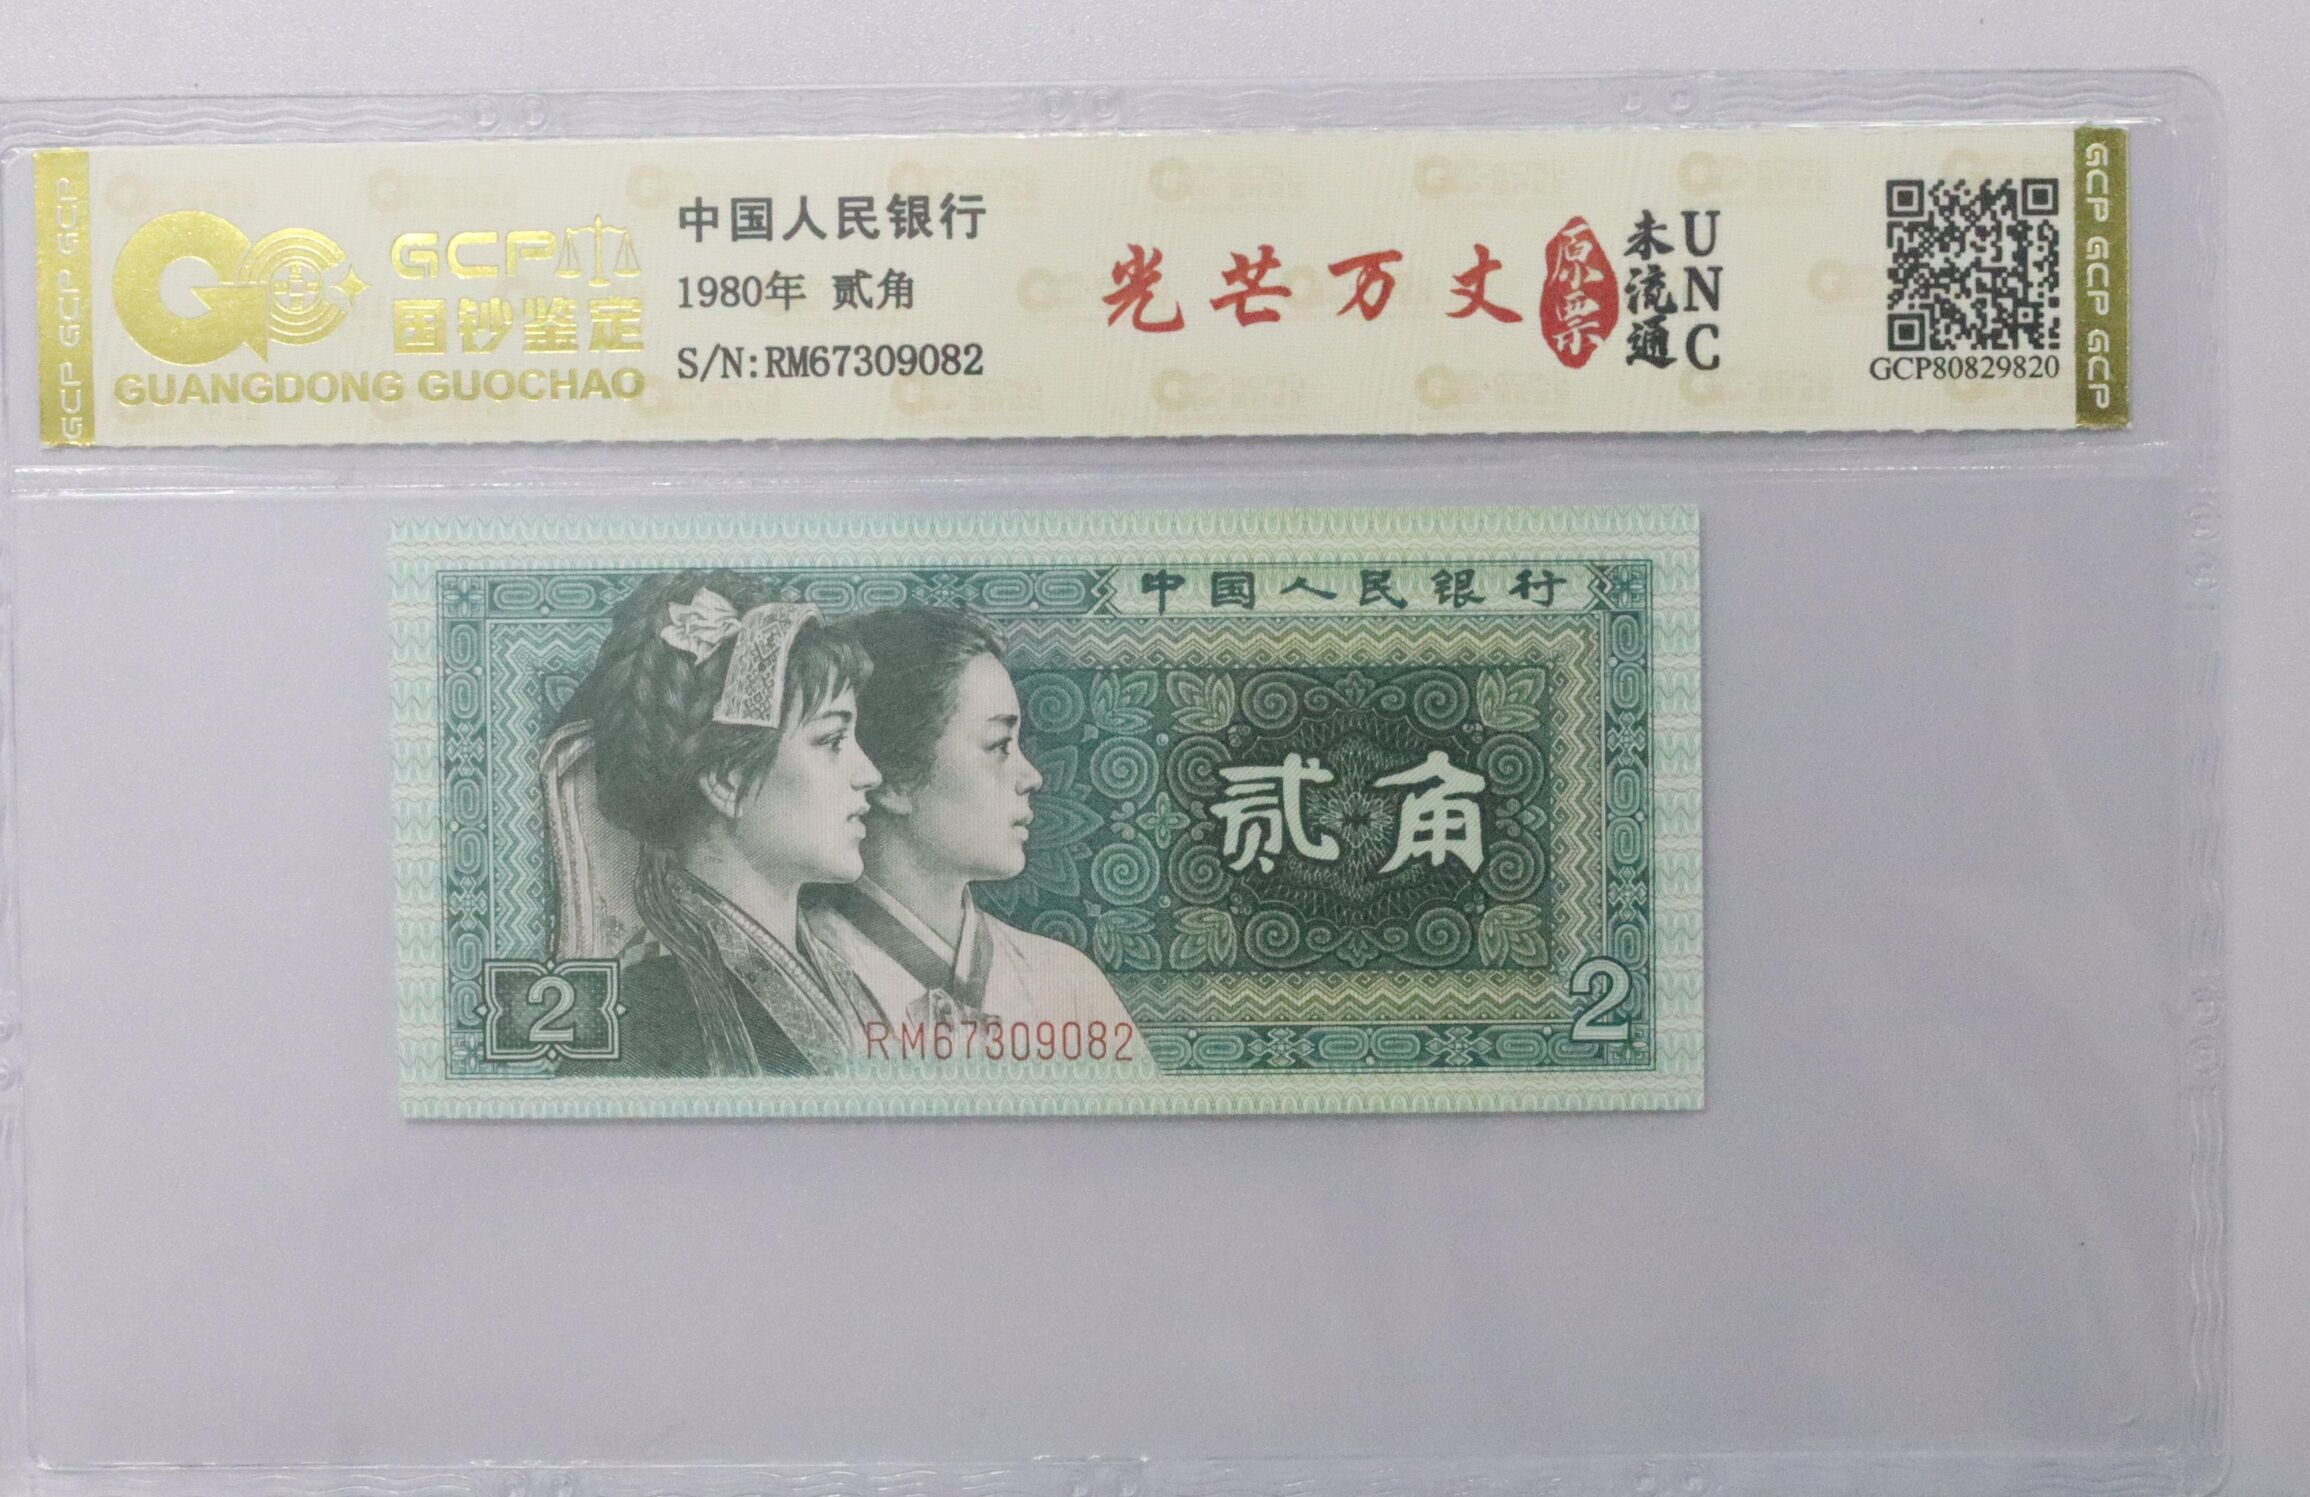 GCP GCP GCP
GCP
国钞鉴定
GUANGDONG GUOCHAO
中国人民银行
1980年 贰角
S/N:RM67309082
光芒万丈
原票
未流通
UNC
GCP80829820
GCP GCP GCP
中国人民银行
贰角
2
2
RM67309082